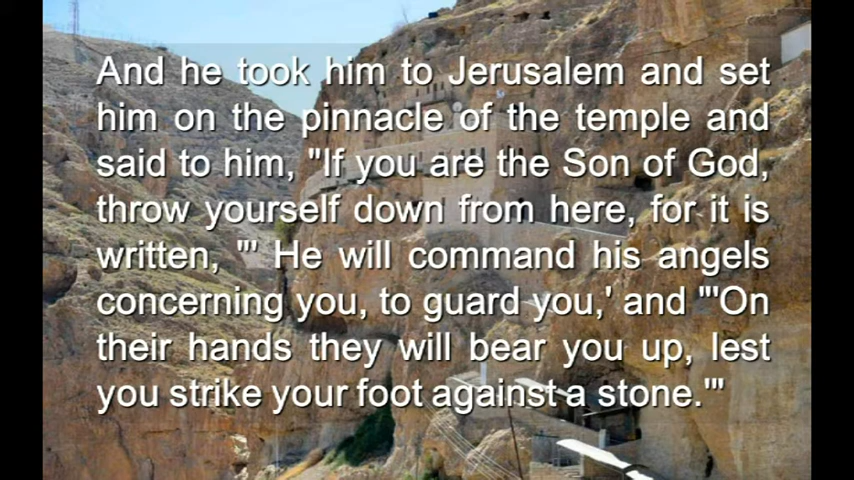 And he took him to Jerusalem and set
him on the pinnacle of the temple and
said to him, "If you are the Son of God,
throw yourself down from here, for it is
written, "' He will command his angels
concerning you, to guard you,' and "'On
their hands they will bear you up, lest
you strike your foot against a stone.'"